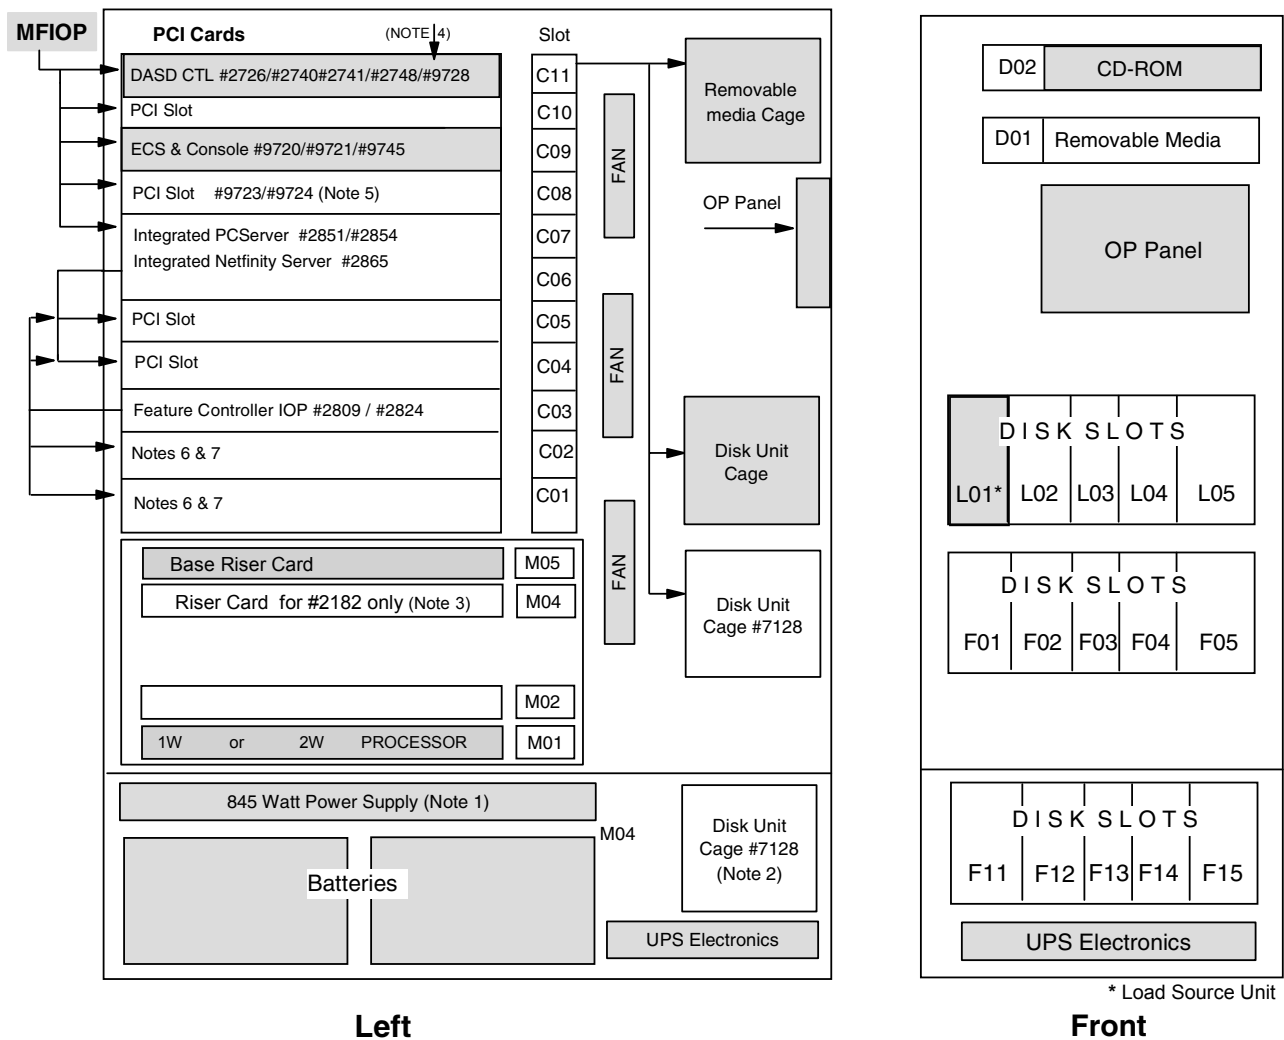 MFIOP
PCI Cards
(NOTE 4)
Slot
DASD CTL #2726/#2740#2741/#2748/#9728
C11
PCI Slot
C10
ECS & Console #9720/#9721/#9745
C09
PCI Slot #9723/#9724 (Note 5)
C08
Integrated PCServer #2851/#2854
C07
Integrated Netfinity Server #2865
C06
PCI Slot
C05
PCI Slot
C04
Feature Controller IOP #2809 / #2824
C03
Notes 6 & 7
C02
Notes 6 & 7
C01
FAN
FAN
FAN
Removable
media Cage
OP Panel
Disk Unit
Cage
Disk Unit
Cage #7128
Base Riser Card
M05
Riser Card for #2182 only (Note 3)
M04
M02
1W or 2W PROCESSOR
M01
845 Watt Power Supply (Note 1)
M04
Batteries
Disk Unit
Cage #7128
(Note 2)
UPS Electronics
Left
D02
CD-ROM
D01
Removable Media
OP Panel
DISK SLOTS
L01* L02 L03 L04 L05
DISK SLOTS
F01 F02 F03 F04 F05
DISK SLOTS
F11 F12 F13 F14 F15
UPS Electronics
* Load Source Unit
Front